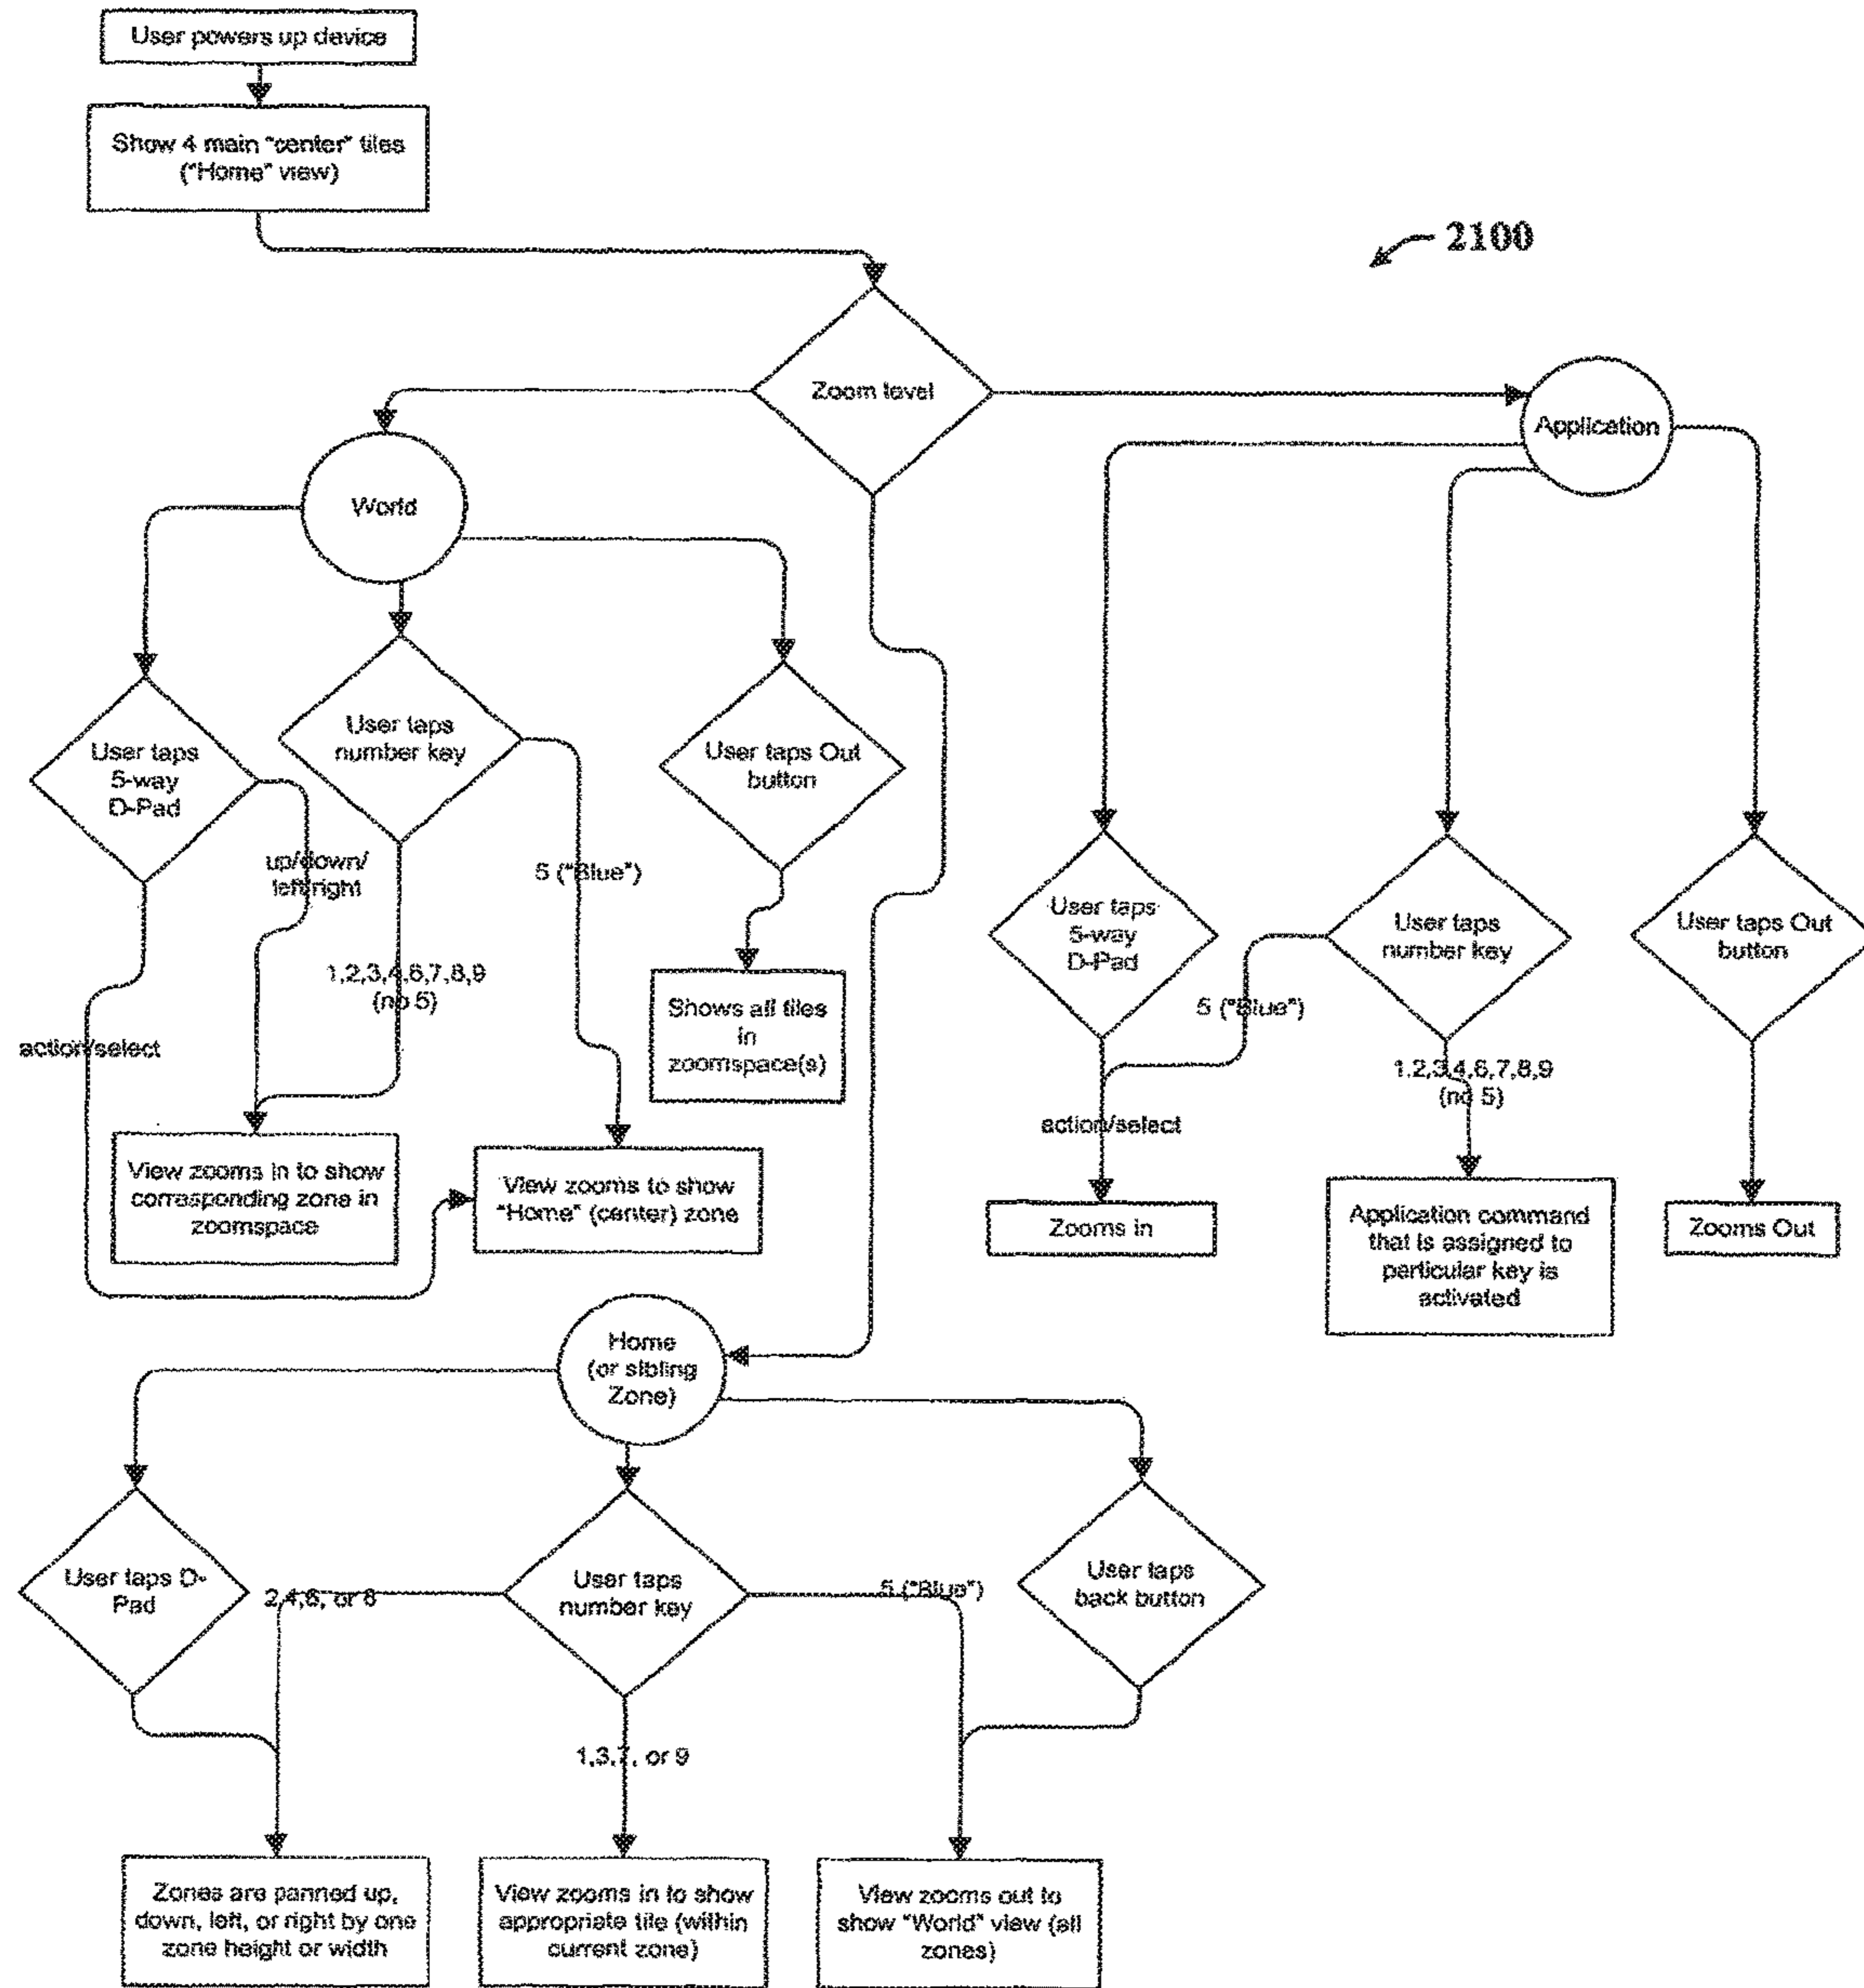 User powers up device
Show 4 main "center" tiles
("Home" view)
2100
Zoom level
Application
World
User taps
5-way
D-Pad
User taps
number key
User taps Out
button
up/down/
left/right
5 ("Blue")
1,2,3,4,6,7,8,9
(no 5)
action/select
Shows all tiles
in
zoomspace(s)
View zooms in to show
corresponding zone in
zoomspace
View zooms to show
"Home" (center) zone
User taps
5-way
D-Pad
User taps
number key
User taps Out
button
5 ("Blue")
1,2,3,4,6,7,8,9
(no 5)
action/select
Zooms in
Application command
that is assigned to
particular key is
activated
Zooms Out
Home
(or sibling
Zone)
User taps D-
Pad
2,4,6, or 8
User taps
number key
5 ("Blue")
User taps
back button
1,3,7, or 9
Zones are panned up,
down, left, or right by one
zone height or width
View zooms in to show
appropriate tile (within
current zone)
View zooms out to
show "World" view (all
zones)